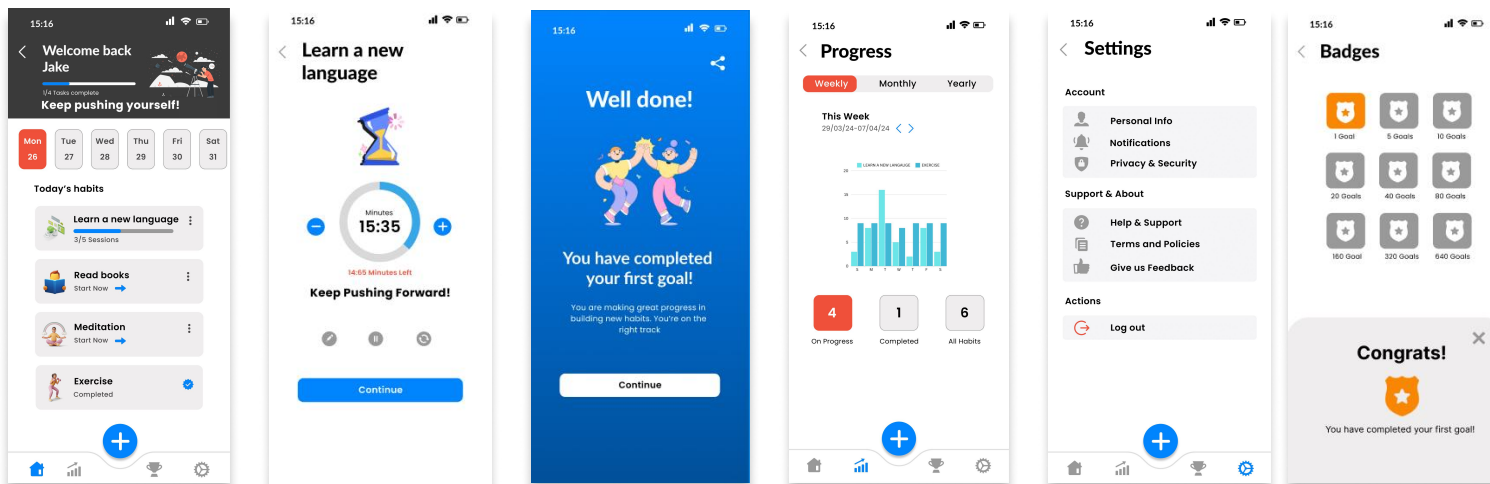 15:16
Welcome back
Jake
1/4 Tasks complete
Keep pushing yourself!
Mon Tue Wed Thu Fri Sat
26 27 28 29 30 31
Today's habits
Learn a new language
3/5 Sessions
Read books
Start Now
Meditation
Start Now
Exercise
Completed
15:16
Learn a new
language
Minutes
15:35
14:65 Minutes Left
Keep Pushing Forward!
Continue
15:16
Well done!
You have completed
your first goal!
You are making great progress in
building new habits. You're on the
right track
Continue
15:16
Progress
Weekly Monthly Yearly
This Week
29/03/24-07/04/24
LEARN A NEW LANGAUGE EXERCISE
20
15
10
5
0
S M T W T F S
4 1 6
On Progress Completed All Habits
15:16
Settings
Account
Personal Info
Notifications
Privacy & Security
Support & About
Help & Support
Terms and Policies
Give us Feedback
Actions
Log out
15:16
Badges
1 Goal 5 Goals 10 Goals
20 Goals 40 Goals 80 Goals
160 Goal 320 Goals 640 Goals
Congrats!
You have completed your first goal!